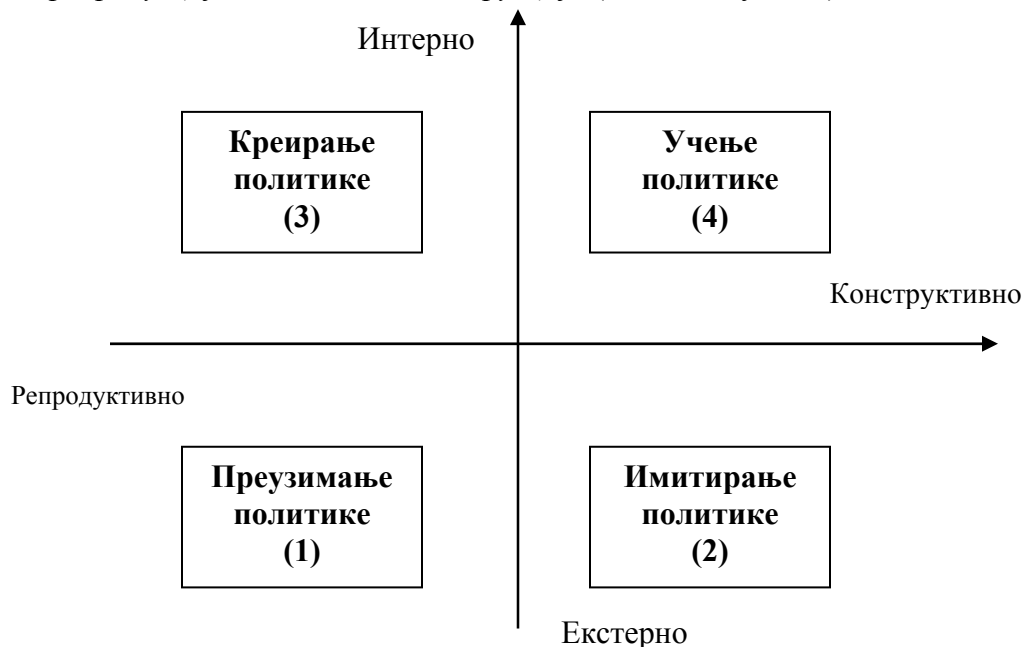 Интерно
Креирање
политике
(3)
Учење
политике
(4)
Конструктивно
Репродуктивно
Преузимање
политике
(1)
Имитирање
политике
(2)
Екстерно